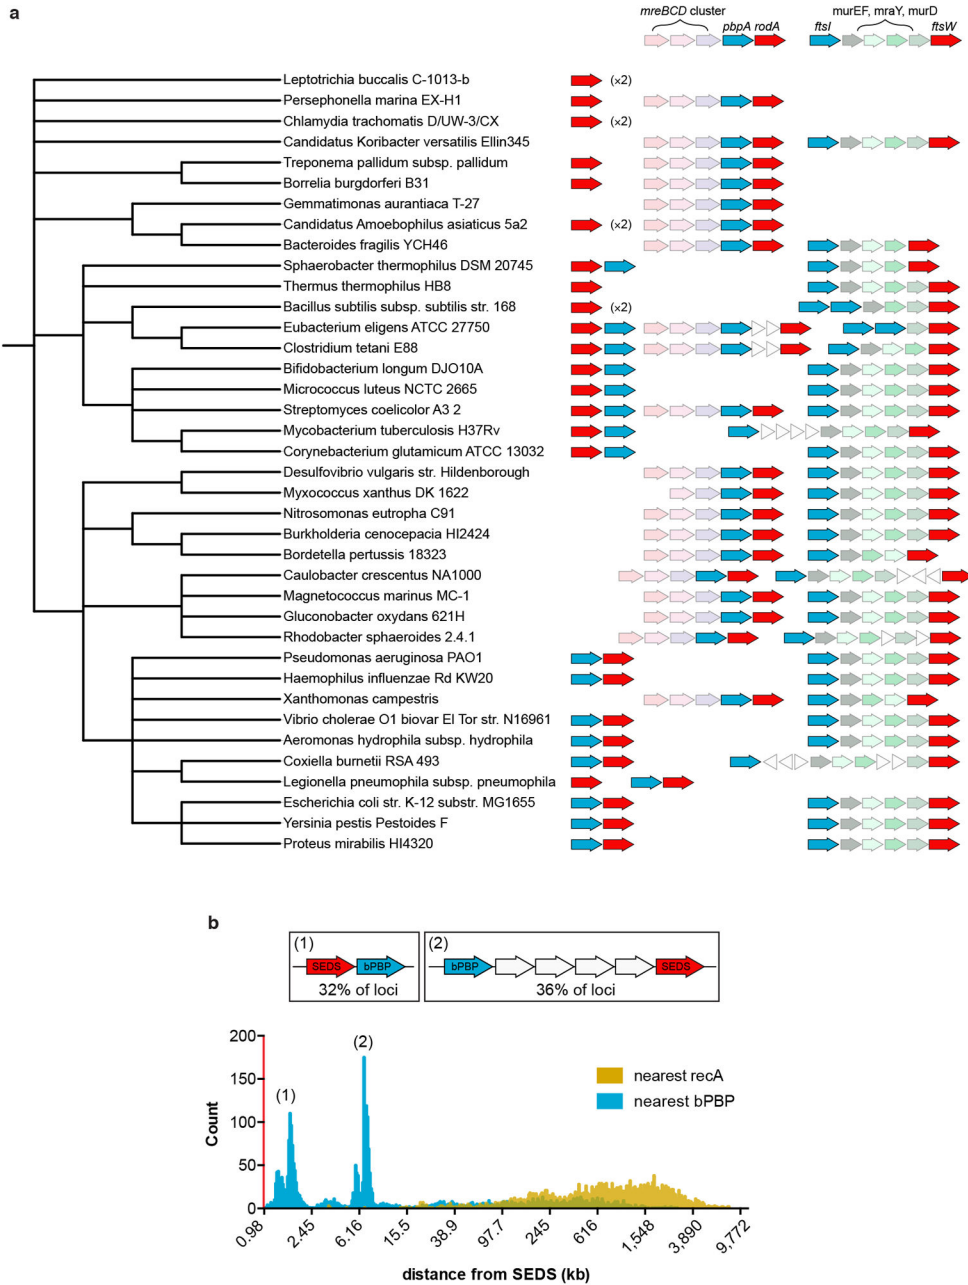 a
mreBCD cluster
murEF, mraY, murD
pbpA rodA
ftsI
ftsW
Leptotrichia buccalis C-1013-b (×2)
Persephonella marina EX-H1
Chlamydia trachomatis D/UW-3/CX (×2)
Candidatus Koribacter versatilis Ellin345
Treponema pallidum subsp. pallidum
Borrelia burgdorferi B31
Gemmatimonas aurantiaca T-27
Candidatus Amoebophilus asiaticus 5a2 (×2)
Bacteroides fragilis YCH46
Sphaerobacter thermophilus DSM 20745
Thermus thermophilus HB8
Bacillus subtilis subsp. subtilis str. 168 (×2)
Eubacterium eligens ATCC 27750
Clostridium tetani E88
Bifidobacterium longum DJO10A
Micrococcus luteus NCTC 2665
Streptomyces coelicolor A3 2
Mycobacterium tuberculosis H37Rv
Corynebacterium glutamicum ATCC 13032
Desulfovibrio vulgaris str. Hildenborough
Myxococcus xanthus DK 1622
Nitrosomonas eutropha C91
Burkholderia cenocepacia HI2424
Bordetella pertussis 18323
Caulobacter crescentus NA1000
Magnetococcus marinus MC-1
Gluconobacter oxydans 621H
Rhodobacter sphaeroides 2.4.1
Pseudomonas aeruginosa PAO1
Haemophilus influenzae Rd KW20
Xanthomonas campestris
Vibrio cholerae O1 biovar El Tor str. N16961
Aeromonas hydrophila subsp. hydrophila
Coxiella burnetii RSA 493
Legionella pneumophila subsp. pneumophila
Escherichia coli str. K-12 substr. MG1655
Yersinia pestis Pestoides F
Proteus mirabilis HI4320
b
(1)
SEDS
bPBP
32% of loci
(2)
bPBP
SEDS
36% of loci
200
150
100
50
0
Count
(1)
(2)
nearest recA
nearest bPBP
0.98
2.45
6.16
15.5
38.9
97.7
245
616
1,548
3,890
9,772
distance from SEDS (kb)